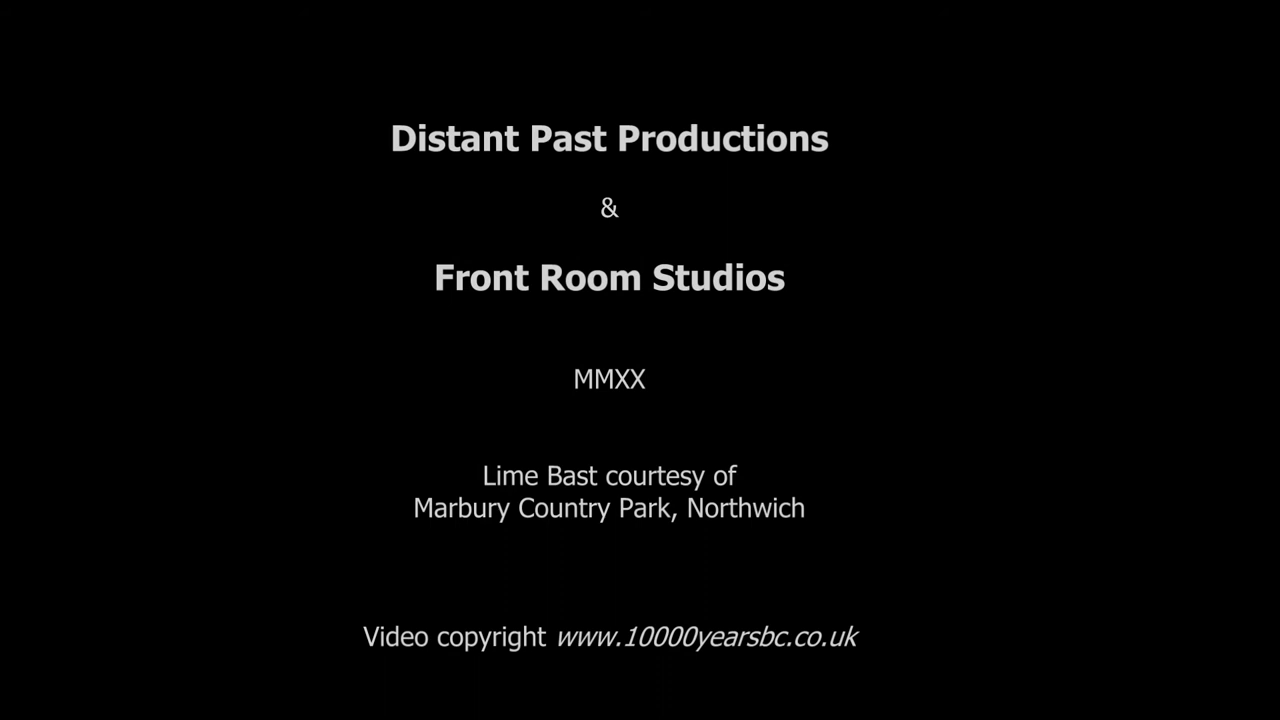 Distant Past Productions
&
Front Room Studios
MMXX
Lime Bast courtesy of
Marbury Country Park, Northwich
Video copyright www.10000yearsbc.co.uk